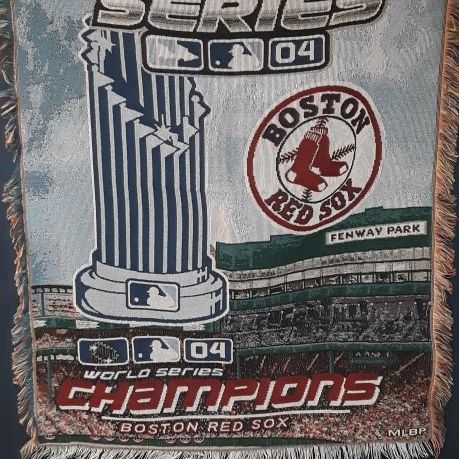 SERIES
04
BOSTON
RED SOX
FENWAY PARK
04
WORLD SERIES
CHAMPIONS
BOSTON RED SOX
MLBP